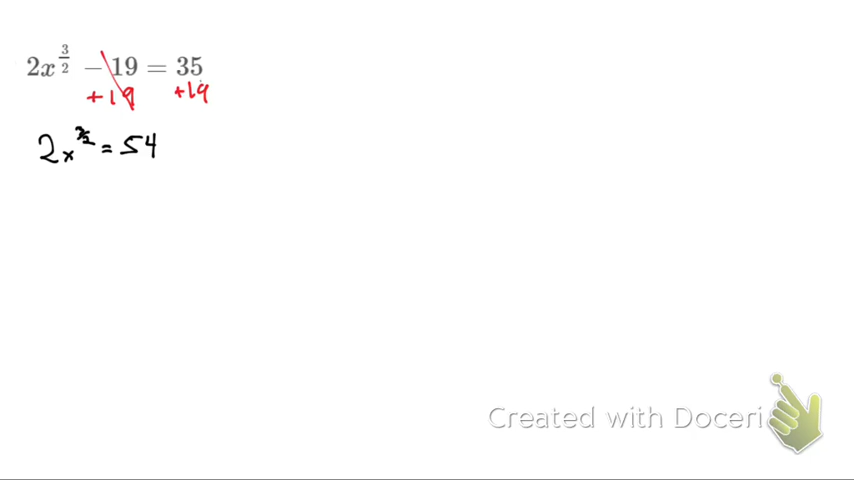 2x^{3/2} − 19 = 35
+19 +19
2x^{3/2} = 54
Created with Doceri